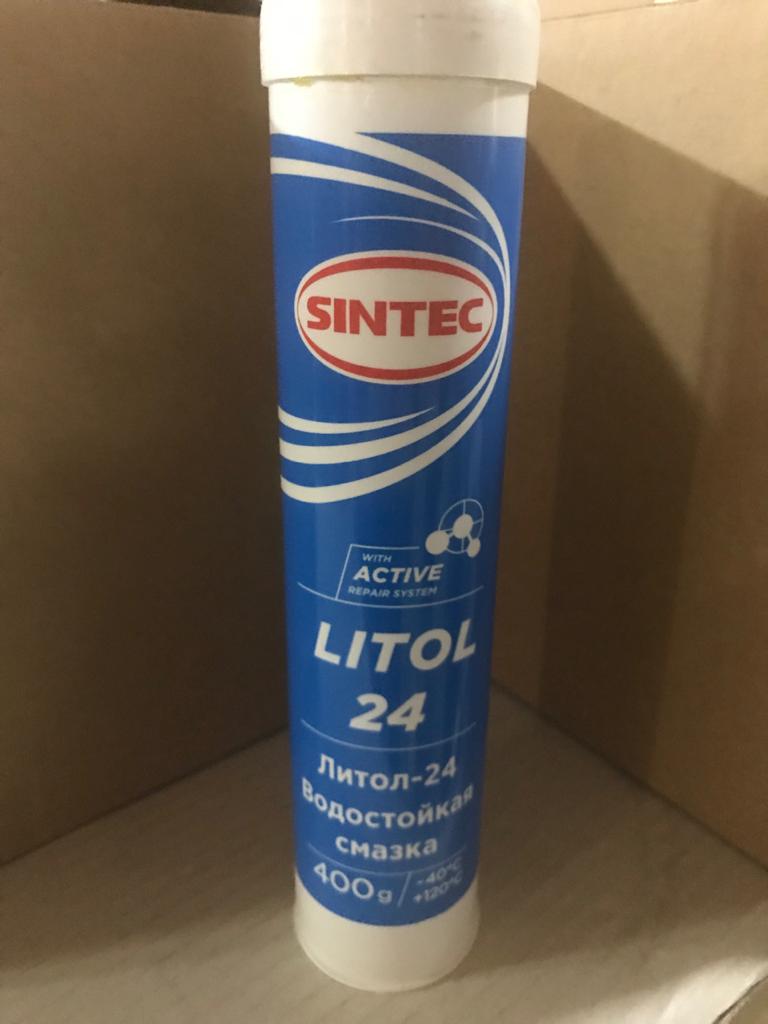 SINTEC
WITH
ACTIVE
REPAIR SYSTEM
LITOL
24
Литол-24
Водостойкая
смазка
400g
-40°C
+120°C